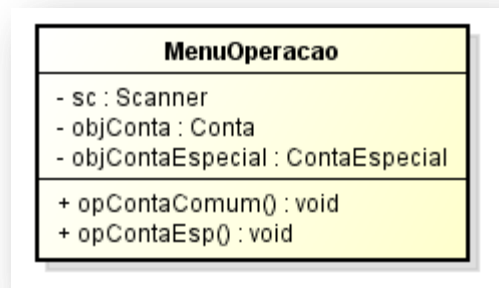 MenuOperacao
- sc : Scanner
- objConta : Conta
- objContaEspecial : ContaEspecial
+ opContaComum() : void
+ opContaEsp() : void